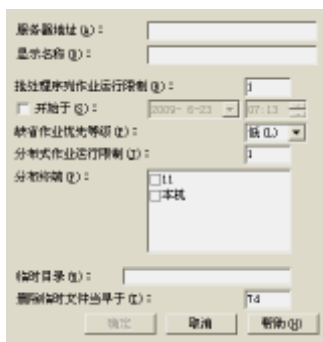 服务器地址(A):
显示名称(D):
批处理序列作业运行限制(B): 1
开始于(S): 2009- 6-23 07:13
缺省作业优先等级(P): 低(L)
分布式作业运行限制(J): 1
分布终端(P):
tt
本机
临时目录(E):
删除临时文件当早于(E): 74
确定 取消 帮助(H)